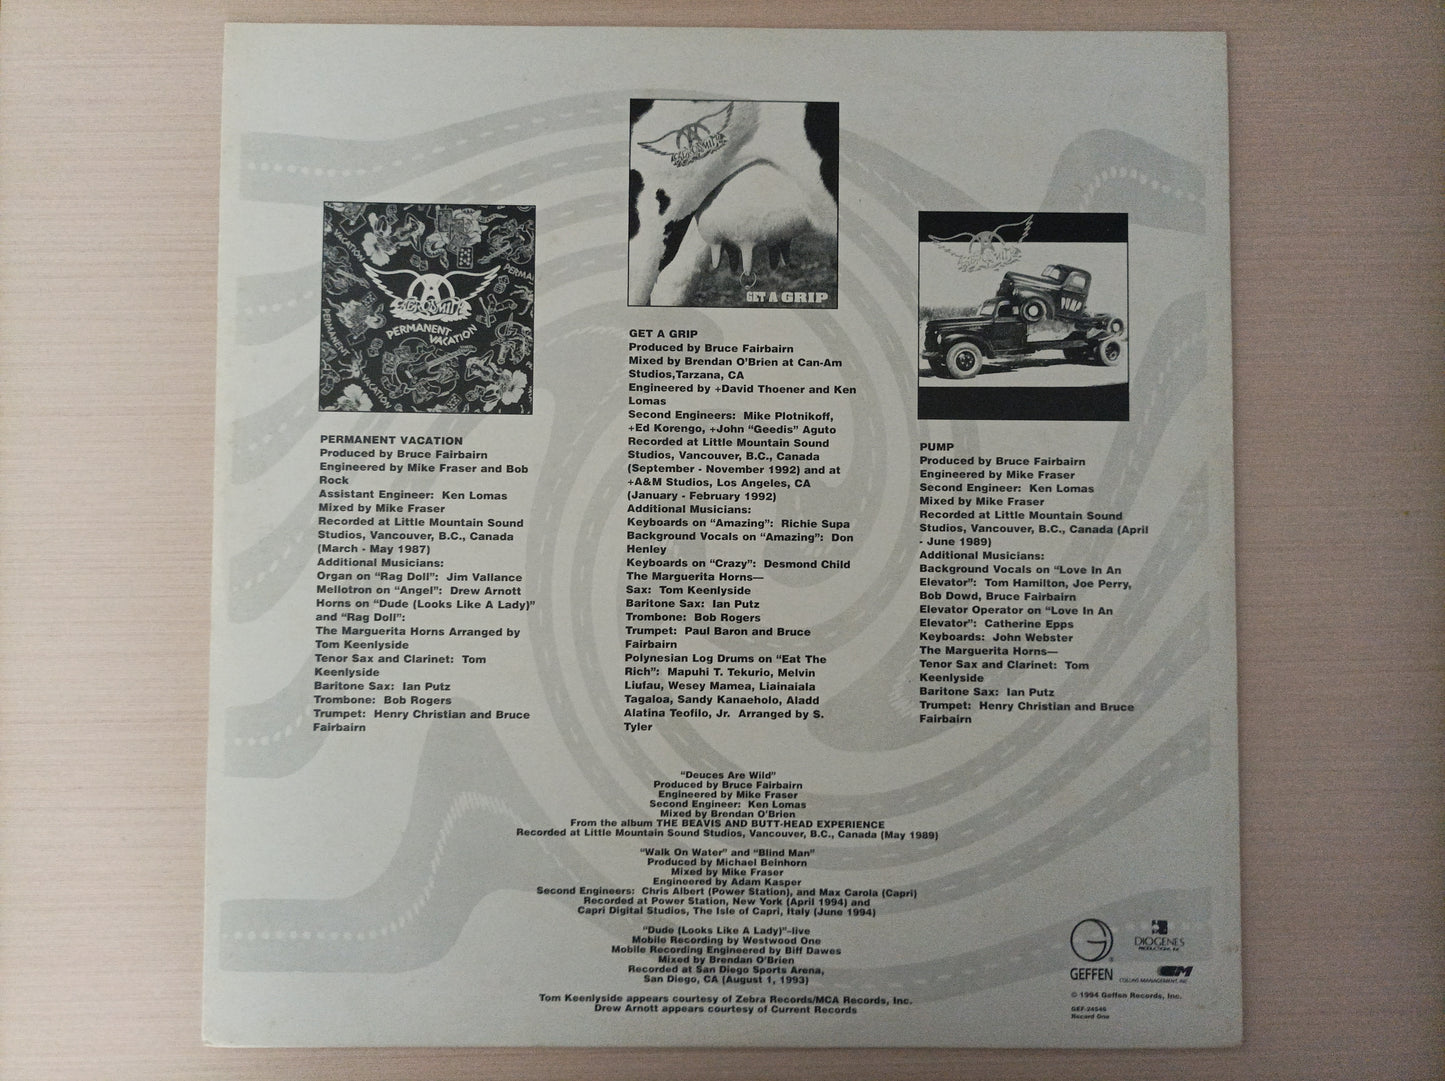 AEROSMITH
PERMANENT
VACATION
PERMANENT VACATION
Produced by Bruce Fairbairn
Engineered by Mike Fraser and Bob
Rock
Assistant Engineer: Ken Lomas
Mixed by Mike Fraser
Recorded at Little Mountain Sound
Studios, Vancouver, B.C., Canada
(March - May 1987)
Additional Musicians:
Organ on "Rag Doll": Jim Vallance
Mellotron on "Angel": Drew Arnott
Horns on "Dude (Looks Like A Lady)"
and "Rag Doll":
The Marguerita Horns Arranged by
Tom Keenlyside
Tenor Sax and Clarinet: Tom
Keenlyside
Baritone Sax: Ian Putz
Trombone: Bob Rogers
Trumpet: Henry Christian and Bruce
Fairbairn
AEROSMITH
GET A GRIP
GET A GRIP
Produced by Bruce Fairbairn
Mixed by Brendan O'Brien at Can-Am
Studios,Tarzana, CA
Engineered by +David Thoener and Ken
Lomas
Second Engineers: Mike Plotnikoff,
+Ed Korengo, +John "Geedis" Aguto
Recorded at Little Mountain Sound
Studios, Vancouver, B.C., Canada
(September - November 1992) and at
+A&M Studios, Los Angeles, CA
(January - February 1992)
Additional Musicians:
Keyboards on "Amazing": Richie Supa
Background Vocals on "Amazing": Don
Henley
Keyboards on "Crazy": Desmond Child
The Marguerita Horns—
Sax: Tom Keenlyside
Baritone Sax: Ian Putz
Trombone: Bob Rogers
Trumpet: Paul Baron and Bruce
Fairbairn
Polynesian Log Drums on "Eat The
Rich": Mapuhi T. Tekurio, Melvin
Liufau, Wesey Mamea, Liainaiala
Tagaloa, Sandy Kanaeholo, Aladd
Alatina Teofilo, Jr. Arranged by S.
Tyler
AEROSMITH
PUMP
PUMP
Produced by Bruce Fairbairn
Engineered by Mike Fraser
Second Engineer: Ken Lomas
Mixed by Mike Fraser
Recorded at Little Mountain Sound
Studios, Vancouver, B.C., Canada (April
- June 1989)
Additional Musicians:
Background Vocals on "Love In An
Elevator": Tom Hamilton, Joe Perry,
Bob Dowd, Bruce Fairbairn
Elevator Operator on "Love In An
Elevator": Catherine Epps
Keyboards: John Webster
The Marguerita Horns—
Tenor Sax and Clarinet: Tom
Keenlyside
Baritone Sax: Ian Putz
Trumpet: Henry Christian and Bruce
Fairbairn
"Deuces Are Wild"
Produced by Bruce Fairbairn
Engineered by Mike Fraser
Second Engineer: Ken Lomas
Mixed by Brendan O'Brien
From the album THE BEAVIS AND BUTT-HEAD EXPERIENCE
Recorded at Little Mountain Sound Studios, Vancouver, B.C., Canada (May 1989)
"Walk On Water" and "Blind Man"
Produced by Michael Beinhorn
Mixed by Mike Fraser
Engineered by Adam Kasper
Second Engineers: Chris Albert (Power Station), and Max Carola (Capri)
Recorded at Power Station, New York (April 1994) and
Capri Digital Studios, The Isle of Capri, Italy (June 1994)
"Dude (Looks Like A Lady)"-live
Mobile Recording by Westwood One
Mobile Recording Engineered by Biff Dawes
Mixed by Brendan O'Brien
Recorded at San Diego Sports Arena,
San Diego, CA (August 1, 1993)
Tom Keenlyside appears courtesy of Zebra Records/MCA Records, Inc.
Drew Arnott appears courtesy of Current Records
GEFFEN
DIOGENES
PRODUCTIONS, INC.
CM
COLLINS MANAGEMENT, INC.
© 1994 Geffen Records, Inc.
GEF-24546
Record One